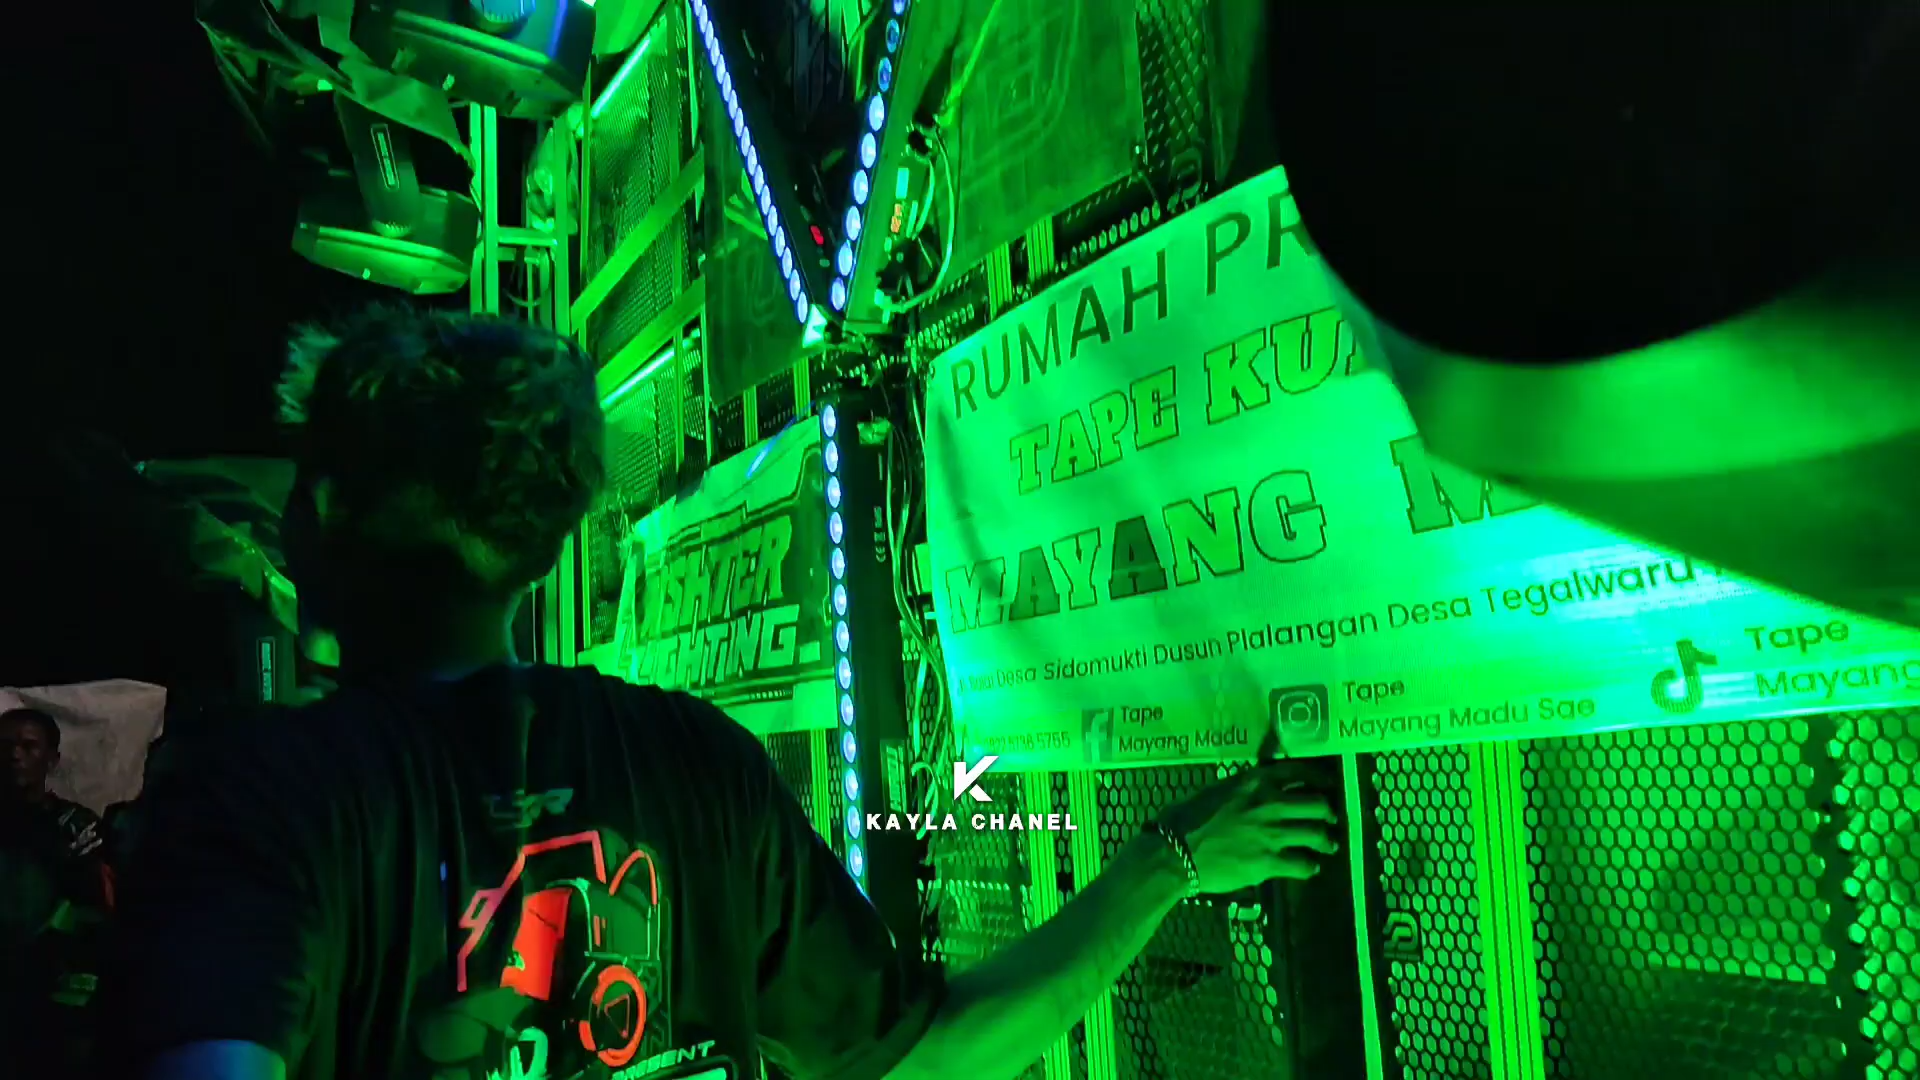 RUMAH PR
TAPE KU
MAYANG M
Desa Sidomukti Dusun Plalangan Desa Tegalwaru
Tape
Mayang Madu
Tape
Mayang Madu Sqe
Tape
Mayang
LIGHTING
KAYLA CHANEL